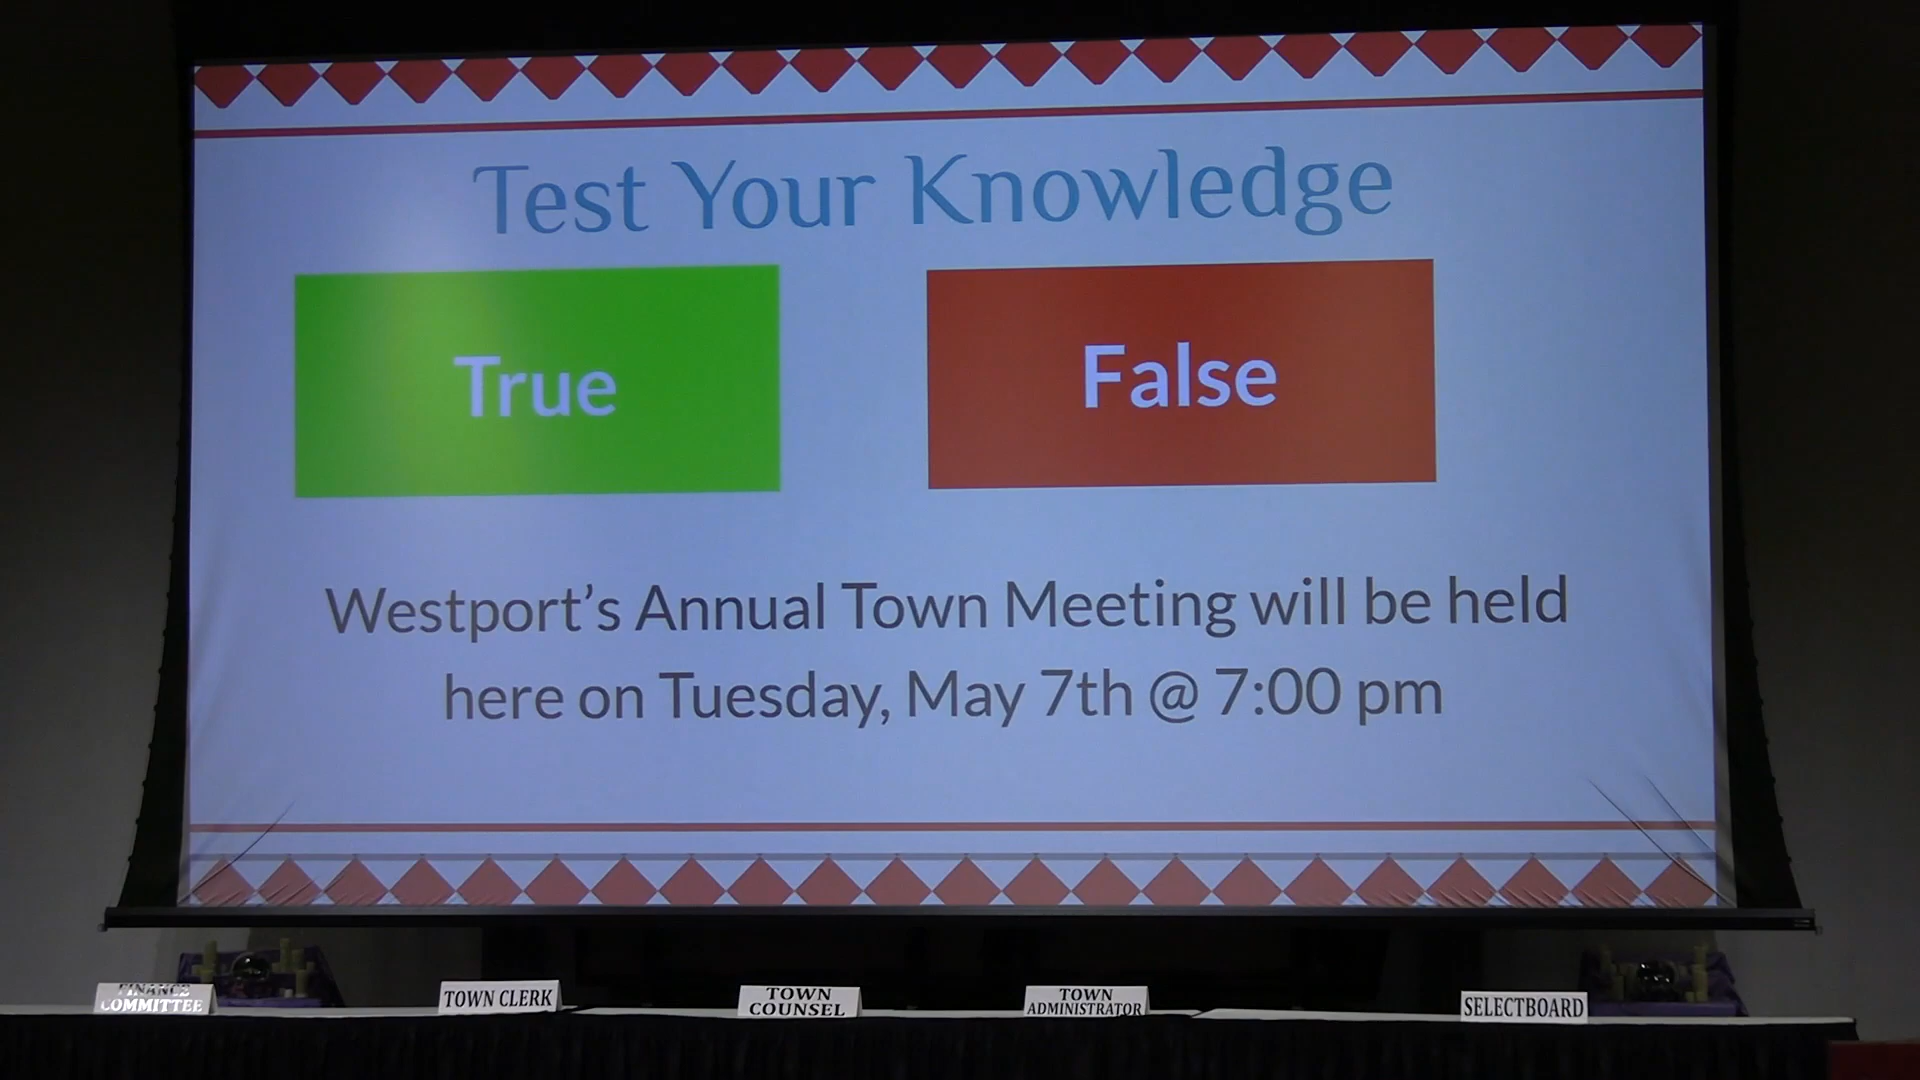 Test Your Knowledge
True
False
Westport's Annual Town Meeting will be held
here on Tuesday, May 7th @ 7:00 pm
FINANCE
COMMITTEE
TOWN CLERK
TOWN
COUNSEL
TOWN
ADMINISTRATOR
SELECTBOARD